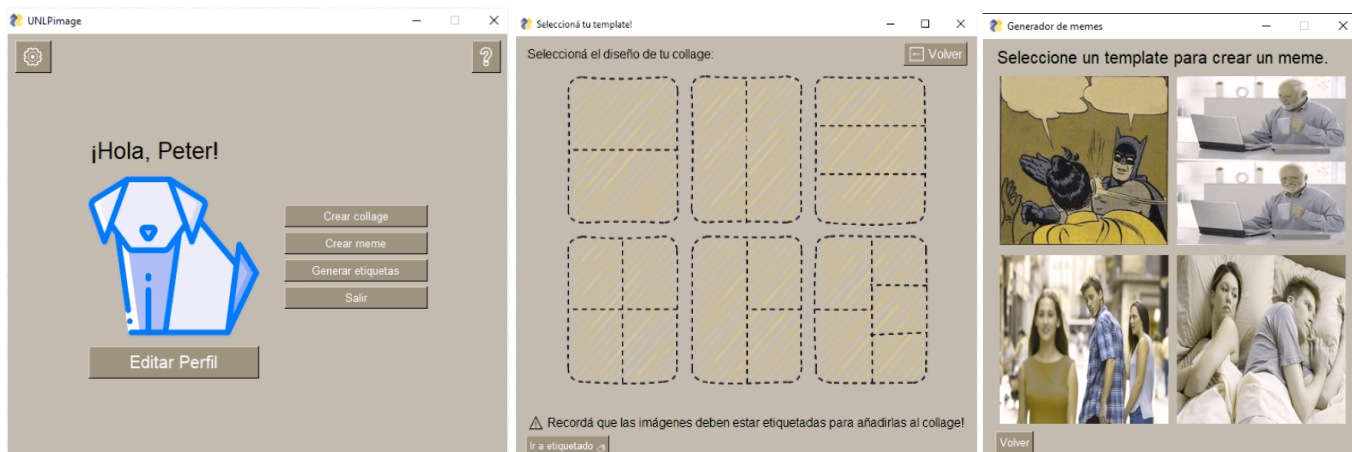 UNLPimage
?
¡Hola, Peter!
Crear collage
Crear meme
Generar etiquetas
Salir
Editar Perfil
Seleccioná tu template!
Seleccioná el diseño de tu collage:
Volver
Recordá que las imágenes deben estar etiquetadas para añadirlas al collage!
Ir a etiquetado
Generador de memes
Seleccione un template para crear un meme.
Volver